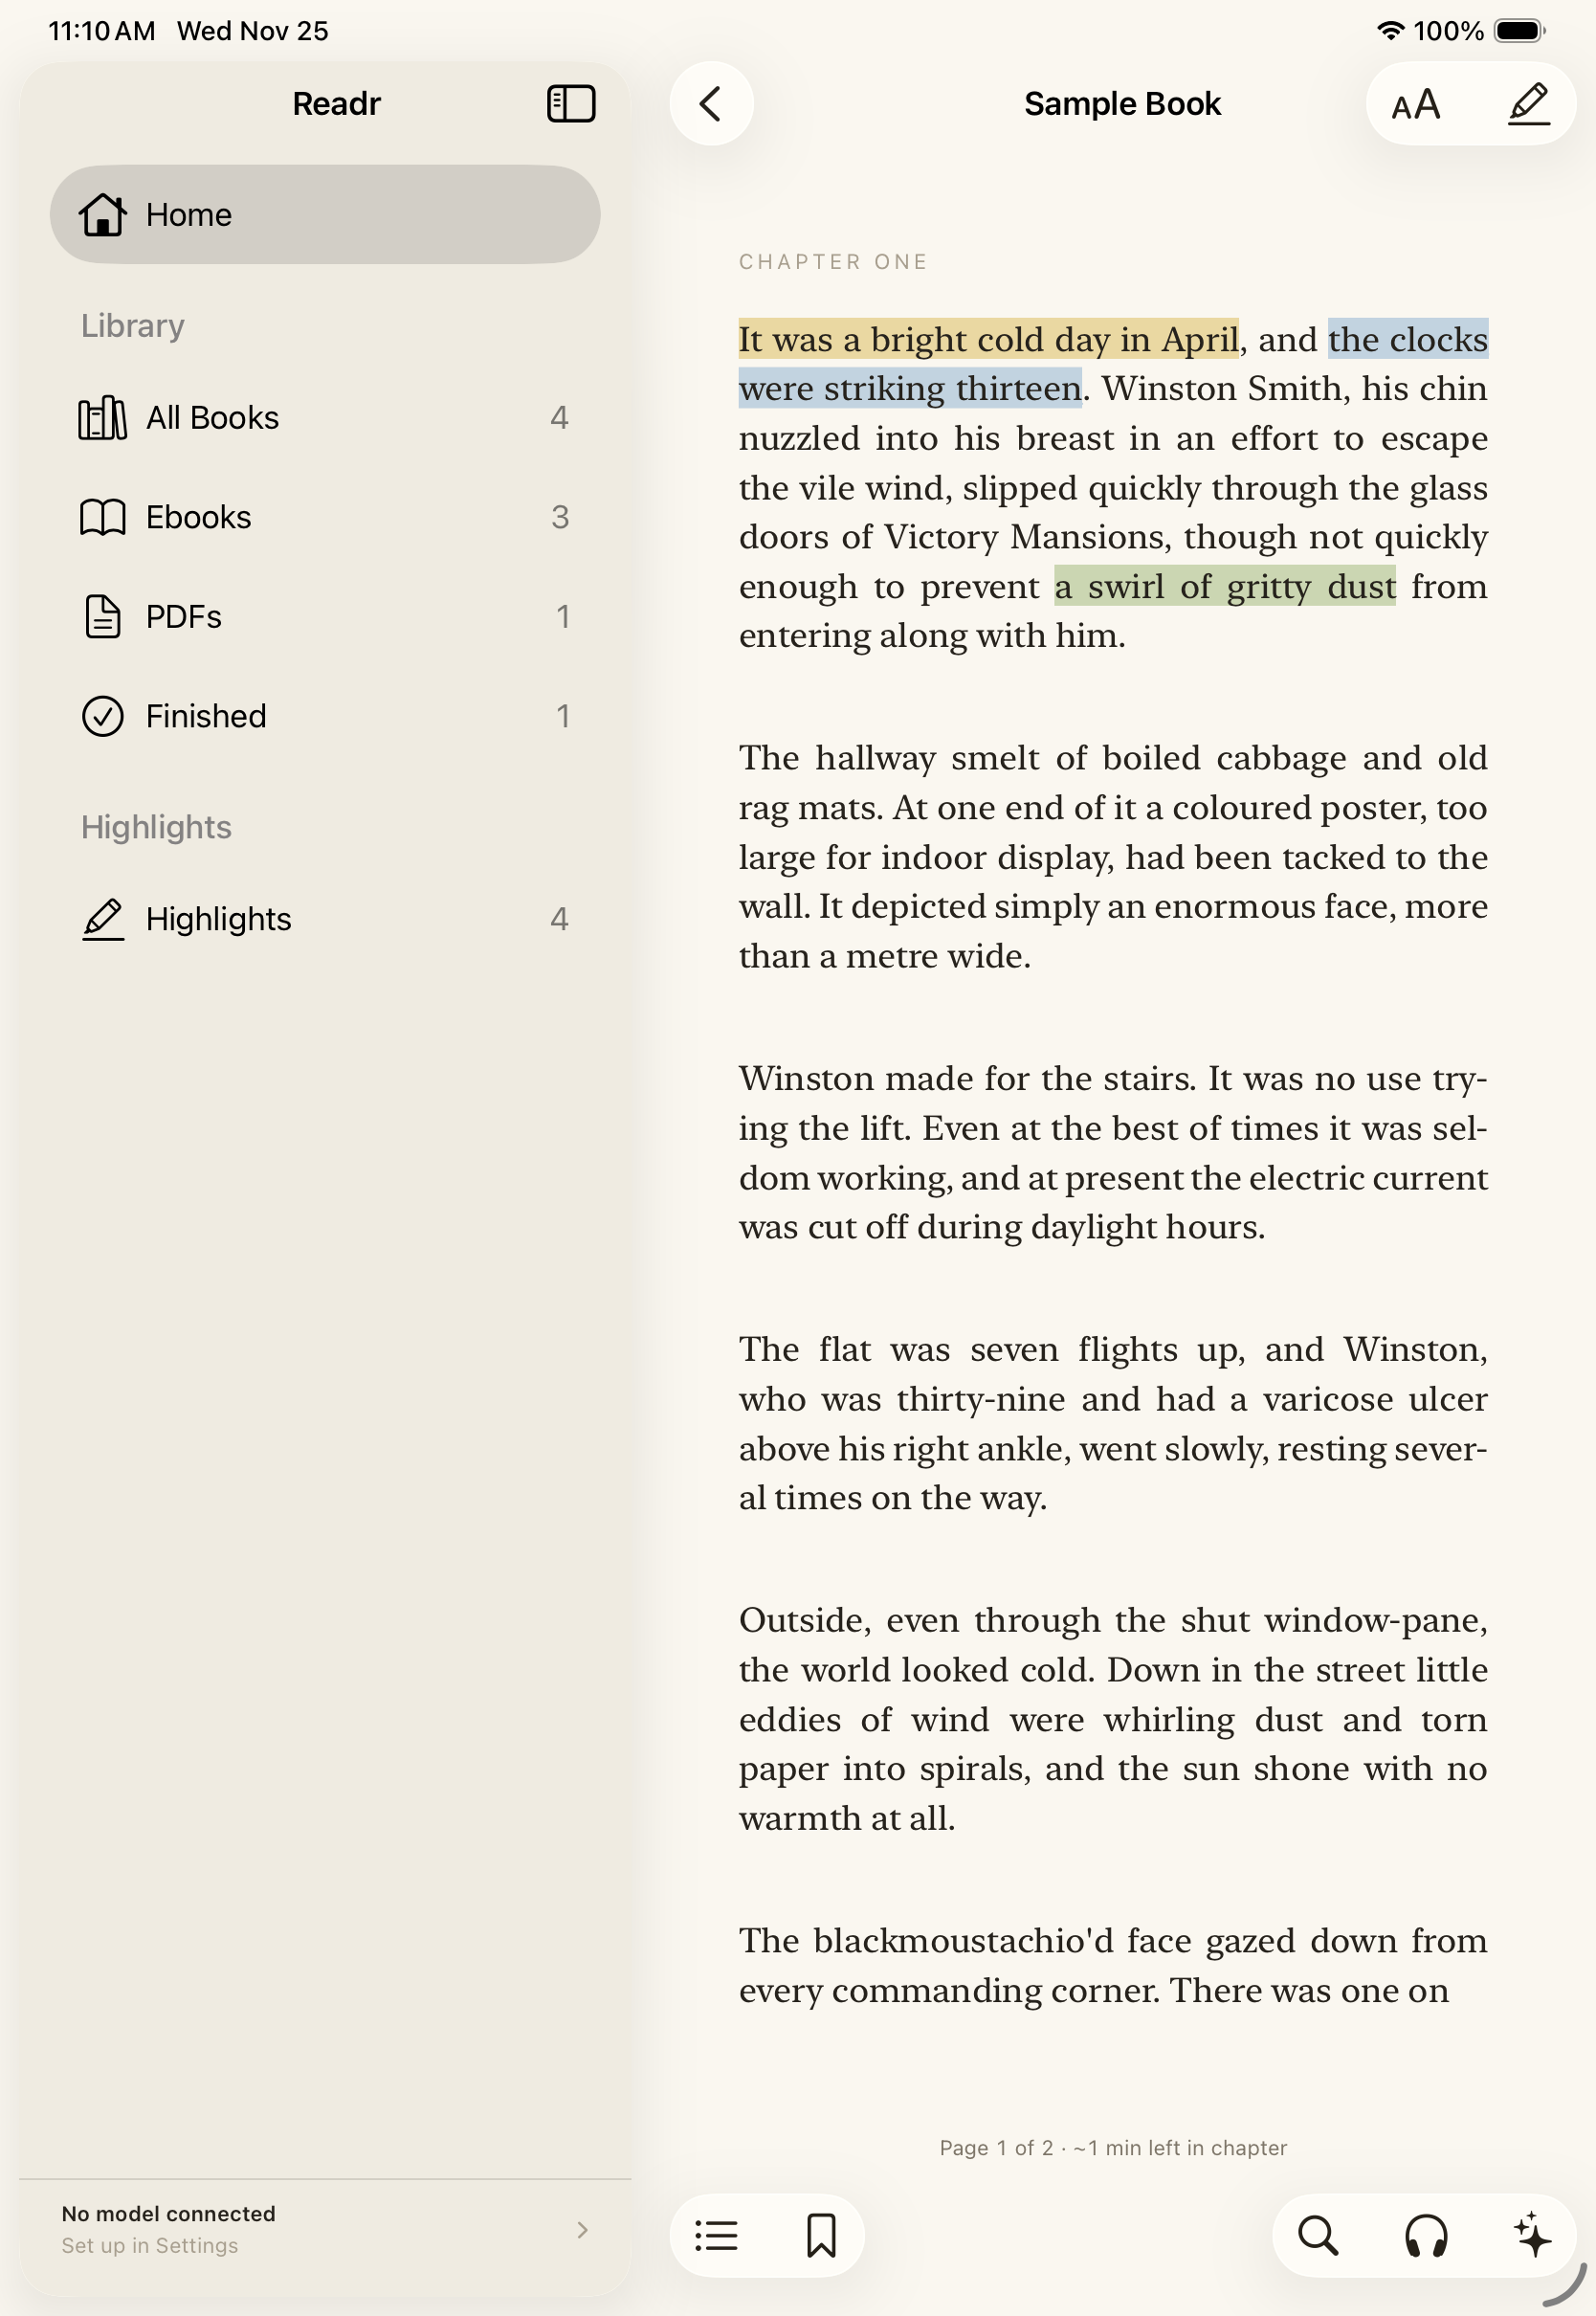 11:10 AM Wed Nov 25
100%
Readr
Home
Library
All Books 4
Ebooks 3
PDFs 1
Finished 1
Highlights
Highlights 4
No model connected
Set up in Settings
Sample Book
AA
CHAPTER ONE
It was a bright cold day in April, and the clocks
were striking thirteen. Winston Smith, his chin
nuzzled into his breast in an effort to escape
the vile wind, slipped quickly through the glass
doors of Victory Mansions, though not quickly
enough to prevent a swirl of gritty dust from
entering along with him.
The hallway smelt of boiled cabbage and old
rag mats. At one end of it a coloured poster, too
large for indoor display, had been tacked to the
wall. It depicted simply an enormous face, more
than a metre wide.
Winston made for the stairs. It was no use try-
ing the lift. Even at the best of times it was sel-
dom working, and at present the electric current
was cut off during daylight hours.
The flat was seven flights up, and Winston,
who was thirty-nine and had a varicose ulcer
above his right ankle, went slowly, resting sever-
al times on the way.
Outside, even through the shut window-pane,
the world looked cold. Down in the street little
eddies of wind were whirling dust and torn
paper into spirals, and the sun shone with no
warmth at all.
The blackmoustachio'd face gazed down from
every commanding corner. There was one on
Page 1 of 2 · ~1 min left in chapter